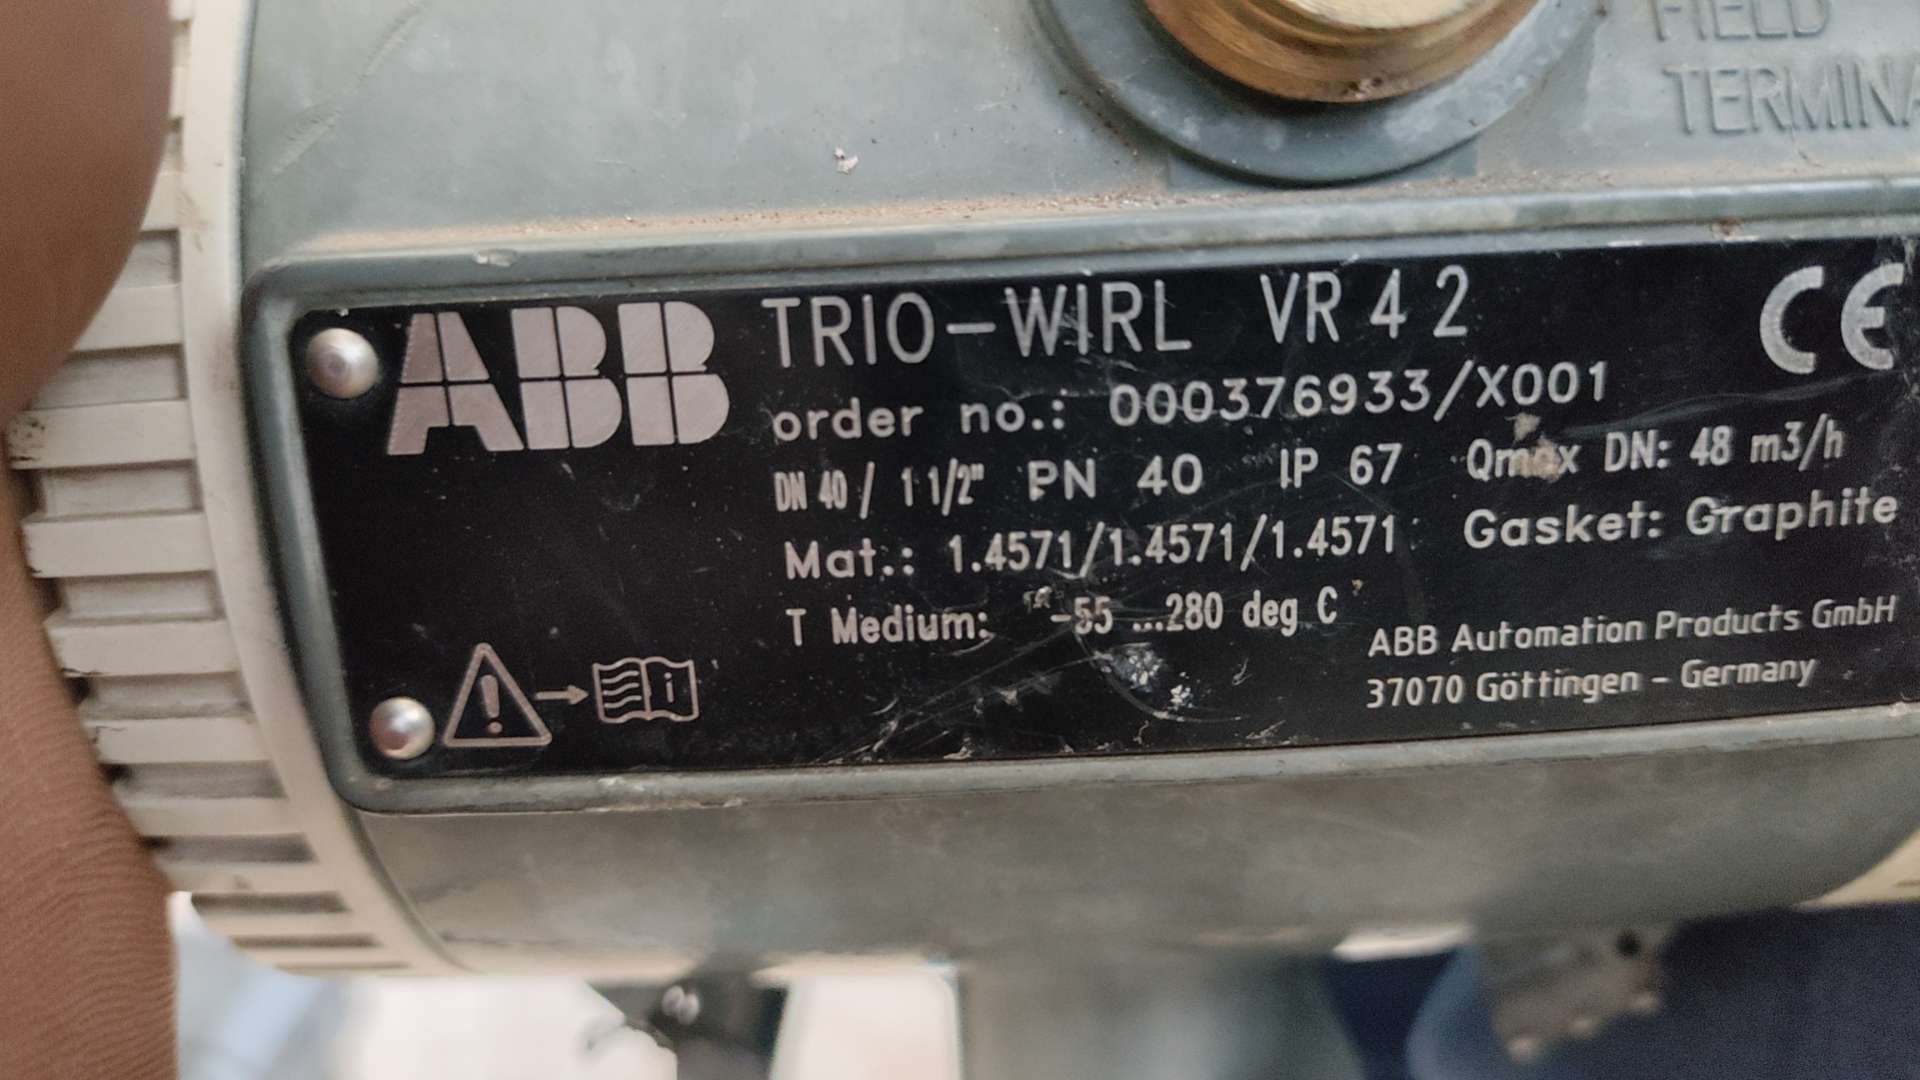 FIELD
TERMINA
ABB TRIO-WIRL VR 4 2 CE
order no.: 000376933/X001
DN 40 / 1 1/2" PN 40 IP 67 Qmax DN: 48 m3/h
Mat.: 1.4571/1.4571/1.4571 Gasket: Graphite
T Medium: -55 ...280 deg C
ABB Automation Products GmbH
37070 Göttingen - Germany